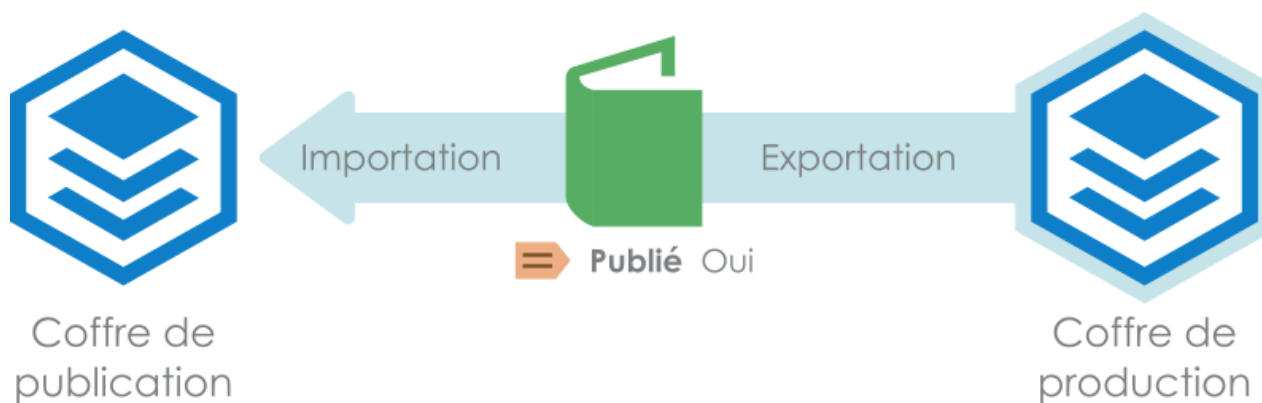 Importation
Exportation
Publié Oui
Coffre de
publication
Coffre de
production